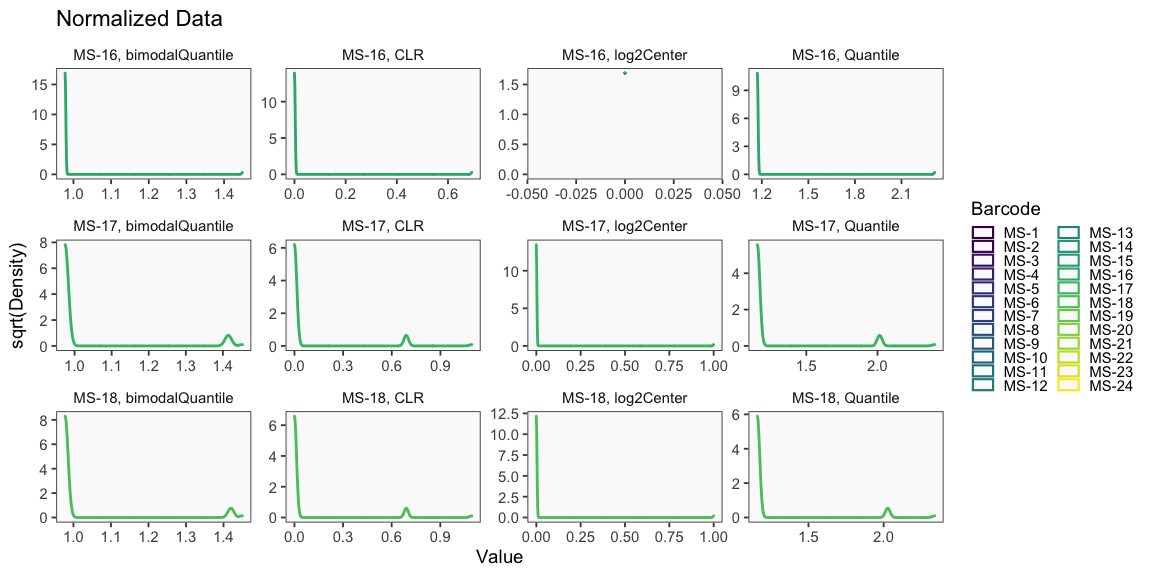 Normalized Data
MS-16, bimodalQuantile
MS-16, CLR
MS-16, log2Center
MS-16, Quantile
15
10
5
0
1.0 1.1 1.2 1.3 1.4
10
5
0
0.0 0.2 0.4 0.6
1.5
1.0
0.5
0.0
-0.050 -0.025 0.000 0.025 0.050
9
6
3
0
1.2 1.5 1.8 2.1
MS-17, bimodalQuantile
MS-17, CLR
MS-17, log2Center
MS-17, Quantile
8
6
4
2
0
1.0 1.1 1.2 1.3 1.4
6
4
2
0
0.0 0.3 0.6 0.9
10
5
0
0.00 0.25 0.50 0.75 1.00
4
2
0
1.5 2.0
MS-18, bimodalQuantile
MS-18, CLR
MS-18, log2Center
MS-18, Quantile
8
6
4
2
0
1.0 1.1 1.2 1.3 1.4
6
4
2
0
0.0 0.3 0.6 0.9
12.5
10.0
7.5
5.0
2.5
0.0
0.00 0.25 0.50 0.75 1.00
6
4
2
0
1.5 2.0
sqrt(Density)
Value
Barcode
MS-1
MS-2
MS-3
MS-4
MS-5
MS-6
MS-7
MS-8
MS-9
MS-10
MS-11
MS-12
MS-13
MS-14
MS-15
MS-16
MS-17
MS-18
MS-19
MS-20
MS-21
MS-22
MS-23
MS-24